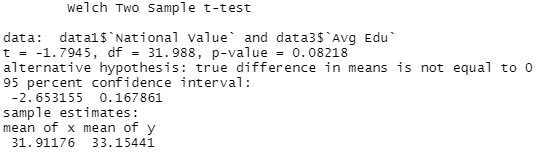 Welch Two Sample t-test
data: data1$`National Value` and data3$`Avg Edu`
t = -1.7945, df = 31.988, p-value = 0.08218
alternative hypothesis: true difference in means is not equal to 0
95 percent confidence interval:
-2.653155 0.167861
sample estimates:
mean of x mean of y
31.91176 33.15441